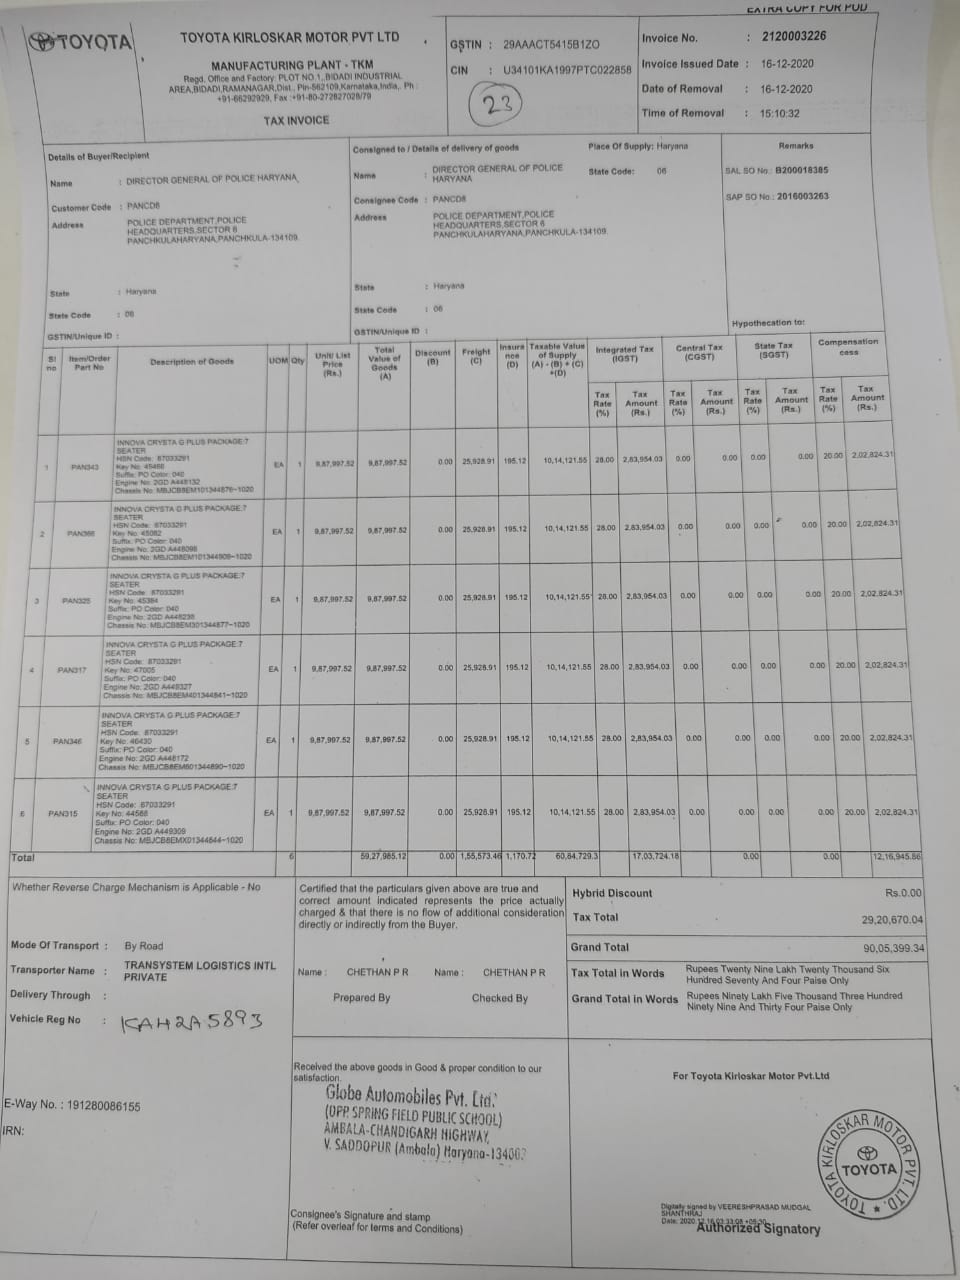 EXTRA COPY FOR POD
TOYOTA
TOYOTA KIRLOSKAR MOTOR PVT LTD
MANUFACTURING PLANT - TKM
Regd. Office and Factory: PLOT NO.1,.BIDADI INDUSTRIAL
AREA,BIDADI,RAMANAGAR,Dist., Pin-562109,Karnataka,India,. Ph :
+91-66292929, Fax :+91-80-272827028/79
TAX INVOICE
GSTIN : 29AAACT5415B1ZO
CIN : U34101KA1997PTC022858
23
Invoice No. : 2120003226
Invoice Issued Date : 16-12-2020
Date of Removal : 16-12-2020
Time of Removal : 15:10:32
Details of Buyer/Recipient
Name : DIRECTOR GENERAL OF POLICE HARYANA,
Customer Code : PANCD8
Address POLICE DEPARTMENT,POLICE
HEADQUARTERS,SECTOR 6
PANCHKULAHARYANA,PANCHKULA-134109.
State : Haryana
State Code : 06
GSTIN/Unique ID :
Consigned to / Details of delivery of goods
Name : DIRECTOR GENERAL OF POLICE
HARYANA
Consignee Code : PANCD8
Address POLICE DEPARTMENT,POLICE
HEADQUARTERS,SECTOR 6
PANCHKULAHARYANA,PANCHKULA-134109.
State : Haryana
State Code : 06
GSTIN/Unique ID :
Place Of Supply: Haryana
State Code: 06
Remarks
SAL SO No.: B200018385
SAP SO No.: 2016003263
Hypothecation to:
Sl no Item/Order Part No Description of Goods UOM Qty Unit/ List Price (Rs.) Total Value of Goods (A) Discount (B) Freight (C) Insura nce (D) Taxable Value of Supply (A) - (B) + (C) +(D) Integrated Tax (IGST) Central Tax (CGST) State Tax (SGST) Compensation cess
Tax Rate (%) Tax Amount (Rs.) Tax Rate (%) Tax Amount (Rs.) Tax Rate (%) Tax Amount (Rs.) Tax Rate (%) Tax Amount (Rs.)
INNOVA CRYSTA G PLUS PACKAGE:7
SEATER
HSN Code: 87033291
Key No: 45466
Suffix: PO Color: 040
Engine No: 2GD A448132
Chassis No: MBJCB8EM101344876-1020
1 PAN343 EA 1 9,87,997.52 9,87,997.52 0.00 25,928.91 195.12 10,14,121.55 28.00 2,83,954.03 0.00 0.00 0.00 0.00 20.00 2,02,824.31
INNOVA CRYSTA G PLUS PACKAGE:7
SEATER
HSN Code: 87033291
Key No: 45082
Suffix: PO Color: 040
Engine No: 2GD A448098
Chassis No: MBJCB8EM101344909-1020
2 PAN366 EA 1 9,87,997.52 9,87,997.52 0.00 25,928.91 195.12 10,14,121.55 28.00 2,83,954.03 0.00 0.00 0.00 0.00 20.00 2,02,824.31
INNOVA CRYSTA G PLUS PACKAGE:7
SEATER
HSN Code: 87033291
Key No: 45384
Suffix: PO Color: 040
Engine No: 2GD A448238
Chassis No: MBJCB8EM301344877-1020
3 PAN325 EA 1 9,87,997.52 9,87,997.52 0.00 25,928.91 195.12 10,14,121.55 28.00 2,83,954.03 0.00 0.00 0.00 0.00 20.00 2,02,824.31
INNOVA CRYSTA G PLUS PACKAGE:7
SEATER
HSN Code: 87033291
Key No: 47005
Suffix: PO Color: 040
Engine No: 2GD A449327
Chassis No: MBJCB8EM401344841-1020
4 PAN317 EA 1 9,87,997.52 9,87,997.52 0.00 25,928.91 195.12 10,14,121.55 28.00 2,83,954.03 0.00 0.00 0.00 0.00 20.00 2,02,824.31
INNOVA CRYSTA G PLUS PACKAGE:7
SEATER
HSN Code: 87033291
Key No: 46430
Suffix: PO Color: 040
Engine No: 2GD A448172
Chassis No: MBJCB8EM601344890-1020
5 PAN346 EA 1 9,87,997.52 9,87,997.52 0.00 25,928.91 195.12 10,14,121.55 28.00 2,83,954.03 0.00 0.00 0.00 0.00 20.00 2,02,824.31
INNOVA CRYSTA G PLUS PACKAGE:7
SEATER
HSN Code: 87033291
Key No: 44588
Suffix: PO Color: 040
Engine No: 2GD A449309
Chassis No: MBJCB8EMX01344844-1020
6 PAN315 EA 1 9,87,997.52 9,87,997.52 0.00 25,928.91 195.12 10,14,121.55 28.00 2,83,954.03 0.00 0.00 0.00 0.00 20.00 2,02,824.31
Total 6 59,27,985.12 0.00 1,55,573.46 1,170.72 60,84,729.3 17,03,724.18 0.00 0.00 12,16,945.86
Whether Reverse Charge Mechanism is Applicable - No
Mode Of Transport : By Road
Transporter Name : TRANSYSTEM LOGISTICS INTL
PRIVATE
Delivery Through :
Vehicle Reg No : KA42A5893
E-Way No. : 191280086155
IRN:
Certified that the particulars given above are true and
correct amount indicated represents the price actually
charged & that there is no flow of additional consideration
directly or indirectly from the Buyer.
Name : CHETHAN P R Name : CHETHAN P R
Prepared By Checked By
Hybrid Discount Rs.0.00
Tax Total 29,20,670.04
Grand Total 90,05,399.34
Tax Total in Words Rupees Twenty Nine Lakh Twenty Thousand Six
Hundred Seventy And Four Paise Only
Grand Total in Words Rupees Ninety Lakh Five Thousand Three Hundred
Ninety Nine And Thirty Four Paise Only
Received the above goods in Good & proper condition to our
satisfaction.
Globe Automobiles Pvt. Ltd.
(OPP. SPRING FIELD PUBLIC SCHOOL)
AMBALA-CHANDIGARH HIGHWAY,
V. SADDOPUR (Ambala) Haryana-134003
Consignee's Signature and stamp
(Refer overleaf for terms and Conditions)
For Toyota Kirloskar Motor Pvt.Ltd
TOYOTA KIRLOSKAR MOTOR PVT. LTD.
TOYOTA
Digitally signed by VEERESHPRASAD MUDGAL
SHANTHRAJ
Date: 2020.12.16 03:33:08 +05:30
Authorized Signatory